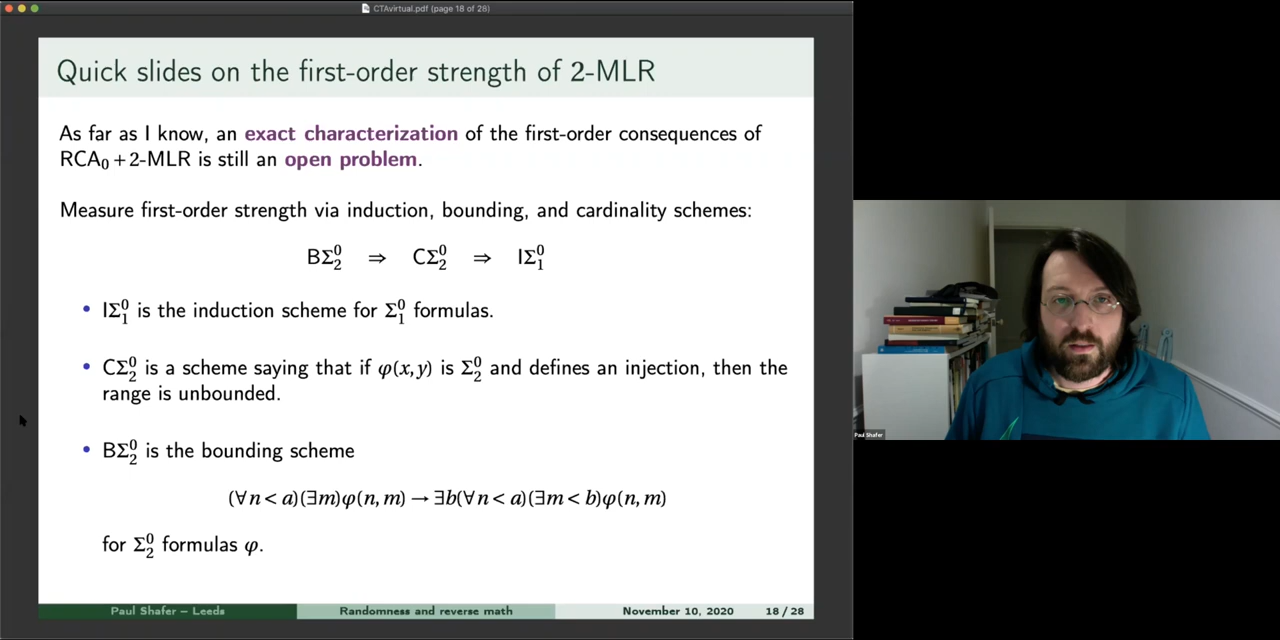 CTAvirtual.pdf (page 18 of 28)
Quick slides on the first-order strength of 2-MLR
As far as I know, an exact characterization of the first-order consequences of
RCA₀ + 2-MLR is still an open problem.
Measure first-order strength via induction, bounding, and cardinality schemes:
BΣ⁰₂ ⇒ CΣ⁰₂ ⇒ IΣ⁰₁
• IΣ⁰₁ is the induction scheme for Σ⁰₁ formulas.
• CΣ⁰₂ is a scheme saying that if φ(x, y) is Σ⁰₂ and defines an injection, then the
range is unbounded.
• BΣ⁰₂ is the bounding scheme
(∀n < a)(∃m)φ(n, m) → ∃b(∀n < a)(∃m < b)φ(n, m)
for Σ⁰₂ formulas φ.
Paul Shafer – Leeds Randomness and reverse math November 10, 2020 18 / 28
Paul Shafer